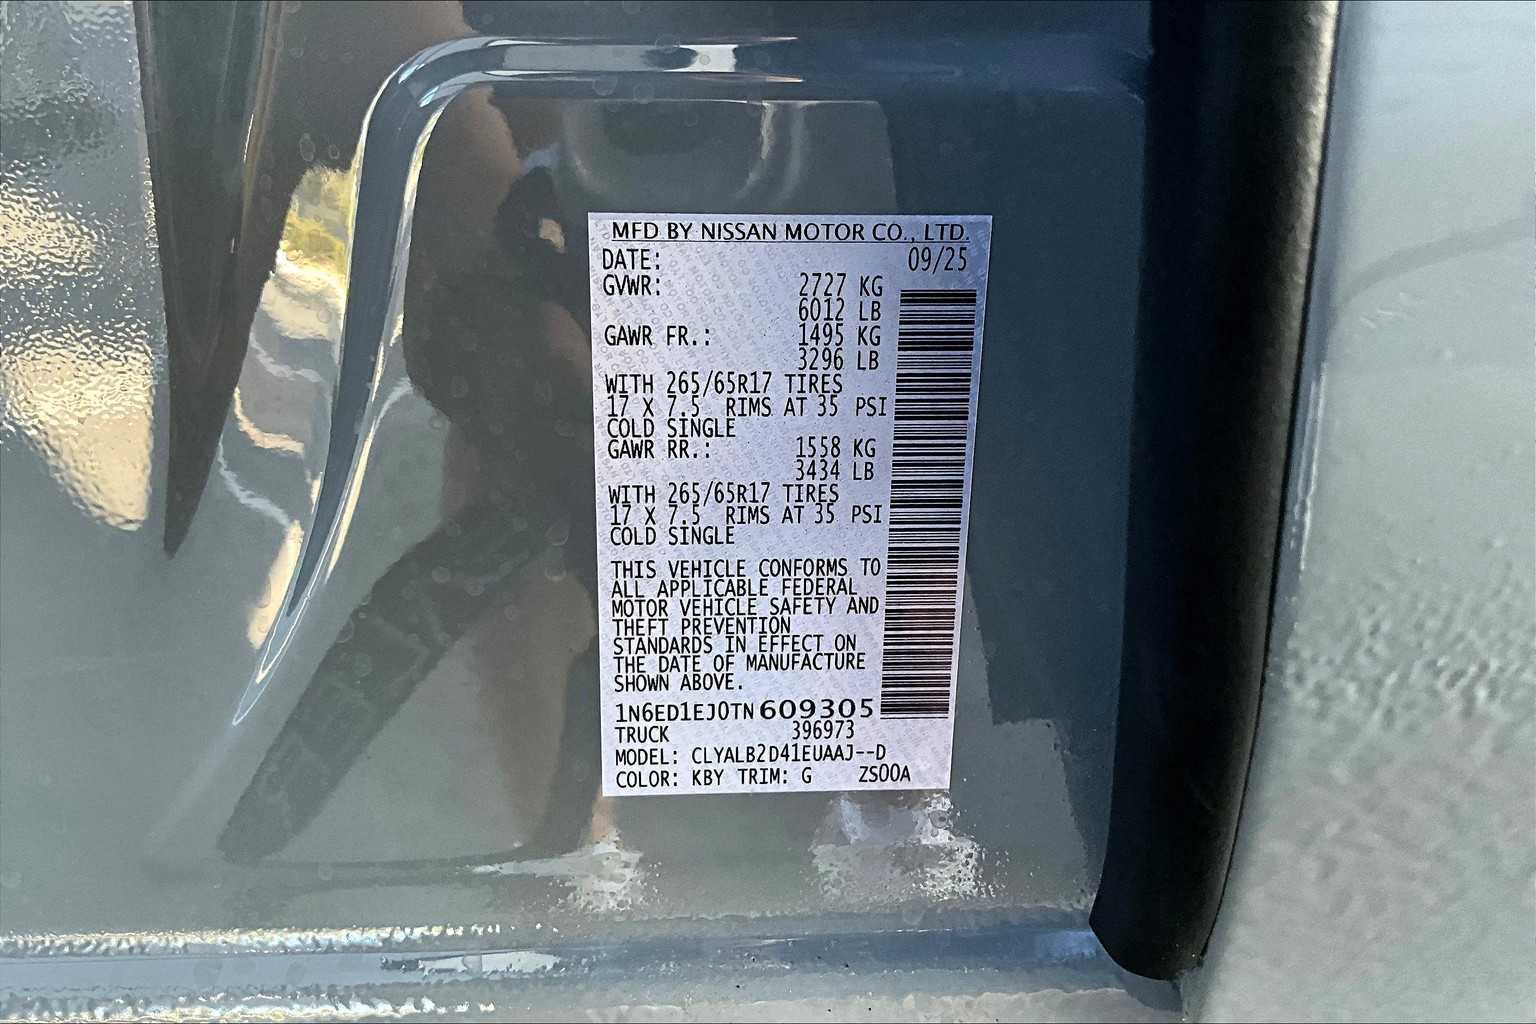 MFD BY NISSAN MOTOR CO., LTD.
DATE: 09/25
GVWR: 2727 KG
6012 LB
GAWR FR.: 1495 KG
3296 LB
WITH 265/65R17 TIRES
17 X 7.5 RIMS AT 35 PSI
COLD SINGLE
GAWR RR.: 1558 KG
3434 LB
WITH 265/65R17 TIRES
17 X 7.5 RIMS AT 35 PSI
COLD SINGLE
THIS VEHICLE CONFORMS TO
ALL APPLICABLE FEDERAL
MOTOR VEHICLE SAFETY AND
THEFT PREVENTION
STANDARDS IN EFFECT ON
THE DATE OF MANUFACTURE
SHOWN ABOVE.
1N6ED1EJ0TN609305
TRUCK 396973
MODEL: CLYALB2D41EUAAJ--D
COLOR: KBY TRIM: G ZS00A